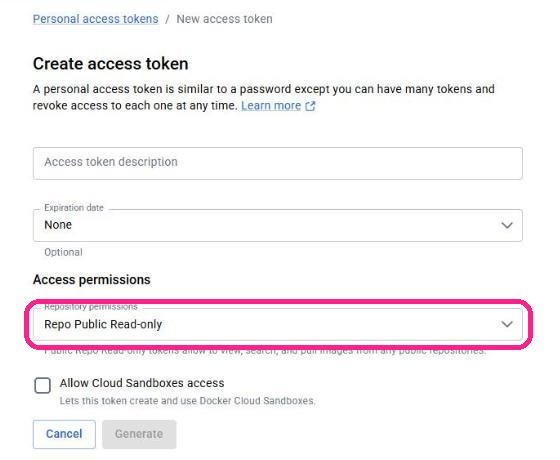 Personal access tokens / New access token
Create access token
A personal access token is similar to a password except you can have many tokens and
revoke access to each one at any time. Learn more
Access token description
Expiration date
None
Optional
Access permissions
Repository permissions
Repo Public Read-only
Public Repo Read-only tokens allow to view, search, and pull images from any public repositories.
Allow Cloud Sandboxes access
Lets this token create and use Docker Cloud Sandboxes.
Cancel Generate